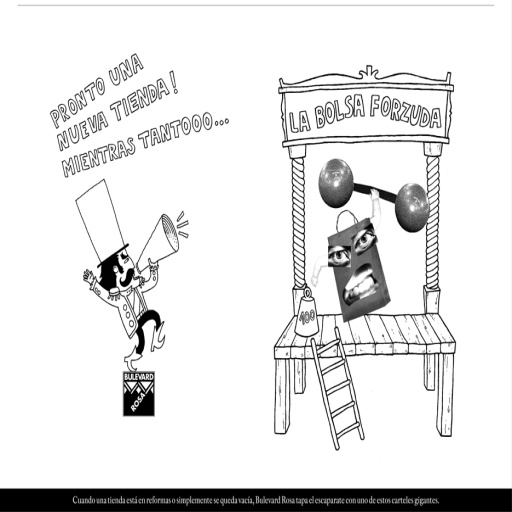 PRONTO UNA
NUEVA TIENDA!
MIENTRAS TANTOOO...
LA BOLSA FORZUDA
400
BULEVARD
ROSA
Cuando una tienda está en reformas o simplemente se queda vacía, Bulevard Rosa tapa el escaparate con uno de estos carteles gigantes.